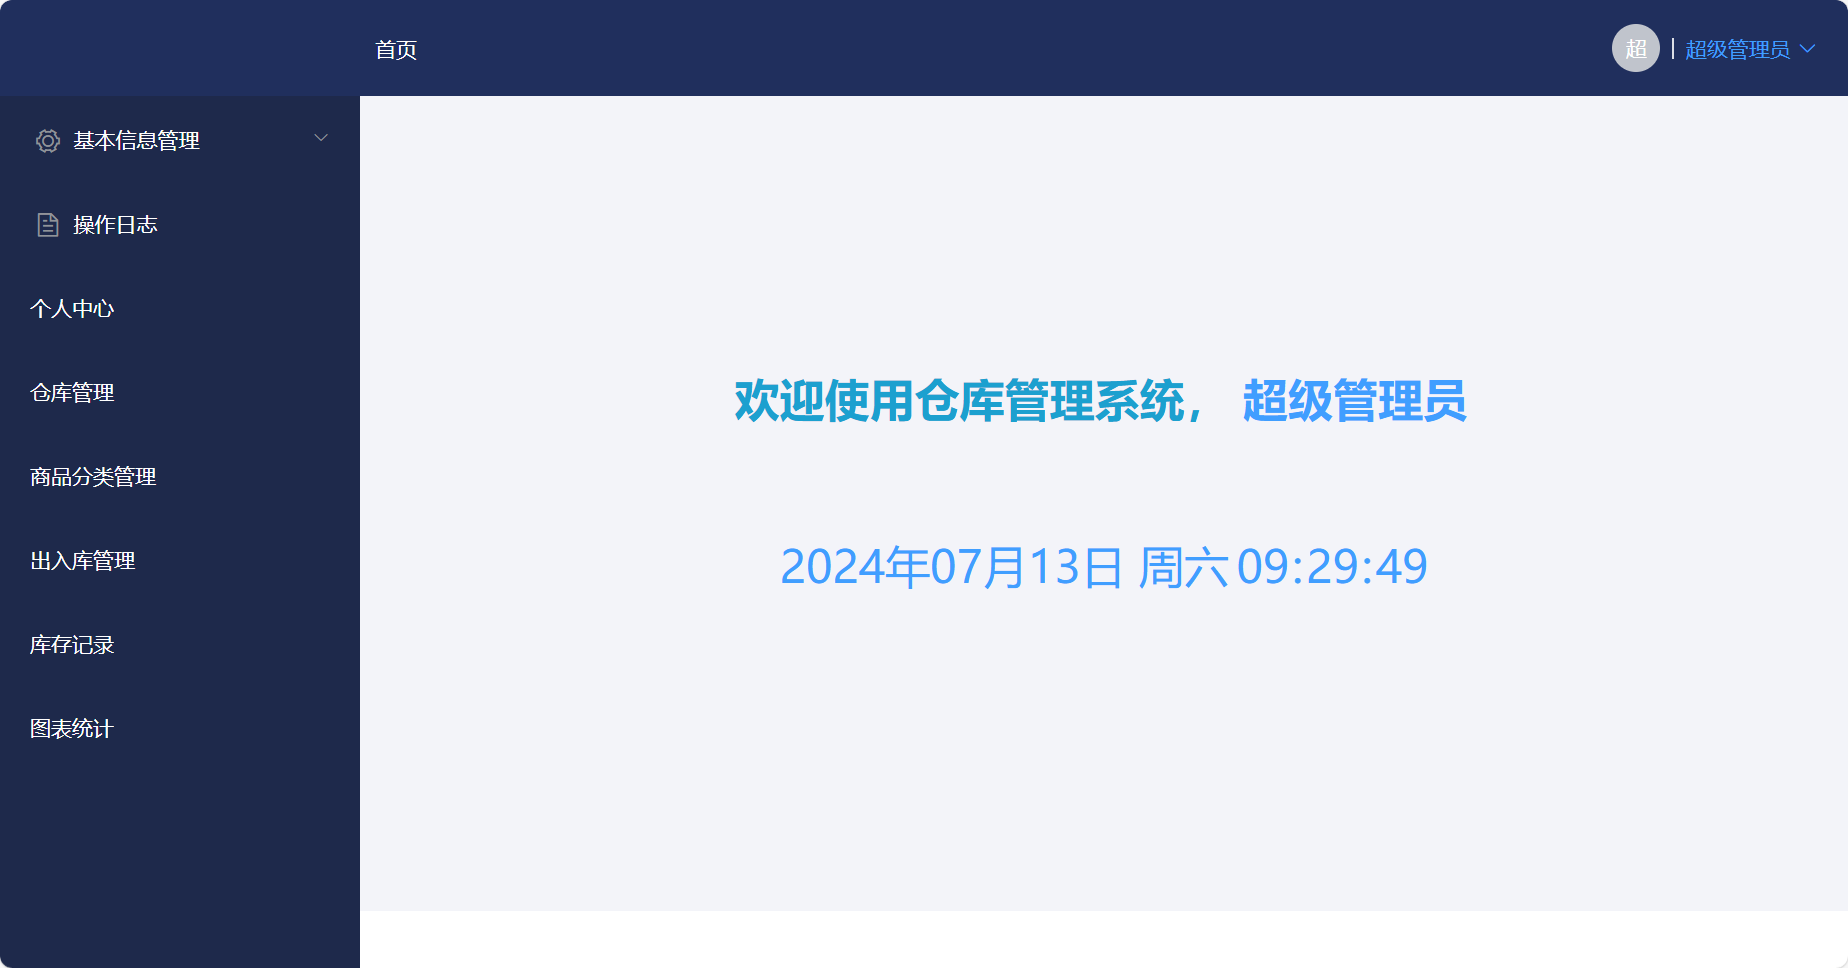 首页
超
超级管理员
基本信息管理
操作日志
个人中心
仓库管理
商品分类管理
出入库管理
库存记录
图表统计
欢迎使用仓库管理系统， 超级管理员
2024年07月13日 周六 09:29:49